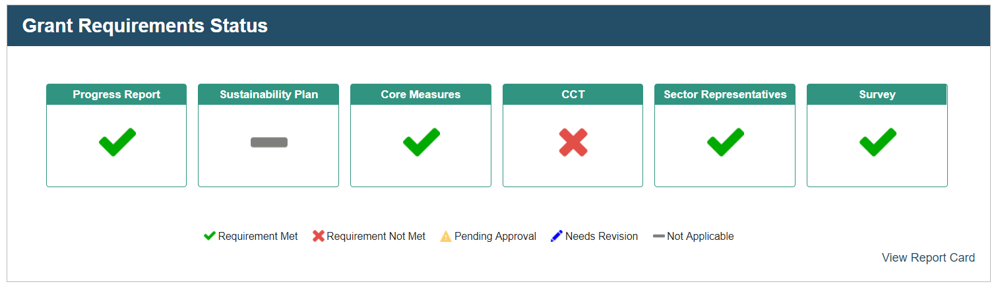 Grant Requirements Status
Progress Report
Sustainability Plan
Core Measures
CCT
Sector Representatives
Survey
Requirement Met
Requirement Not Met
Pending Approval
Needs Revision
Not Applicable
View Report Card